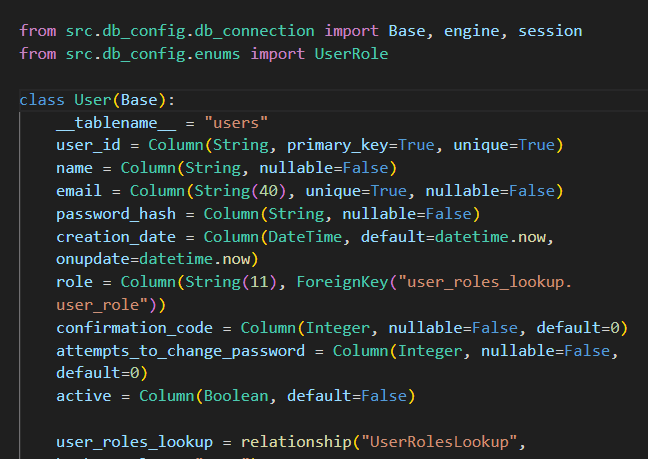 from src.db_config.db_connection import Base, engine, session
from src.db_config.enums import UserRole
class User(Base):
__tablename__ = "users"
user_id = Column(String, primary_key=True, unique=True)
name = Column(String, nullable=False)
email = Column(String(40), unique=True, nullable=False)
password_hash = Column(String, nullable=False)
creation_date = Column(DateTime, default=datetime.now,
onupdate=datetime.now)
role = Column(String(11), ForeignKey("user_roles_lookup.
user_role"))
confirmation_code = Column(Integer, nullable=False, default=0)
attempts_to_change_password = Column(Integer, nullable=False,
default=0)
active = Column(Boolean, default=False)
user_roles_lookup = relationship("UserRolesLookup",